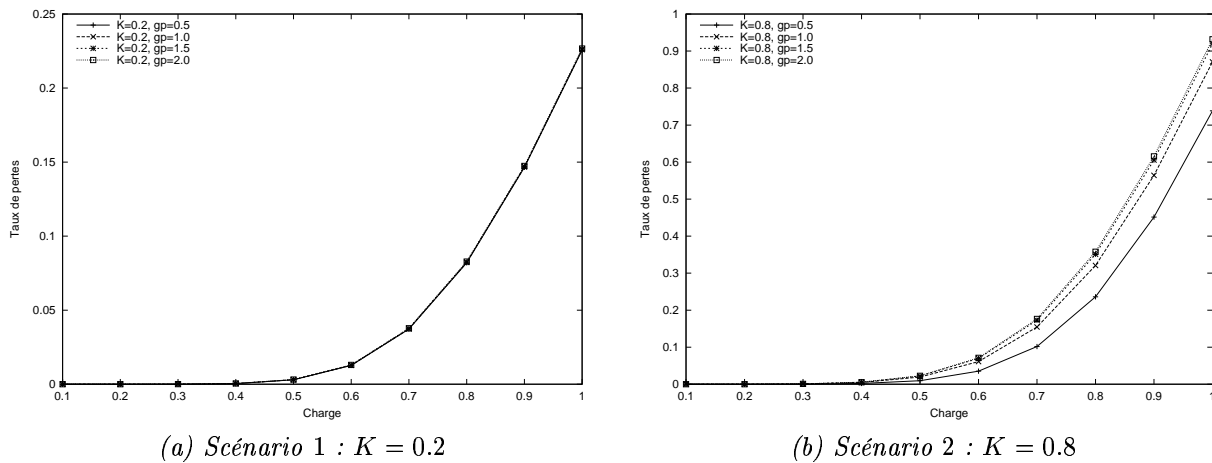 0.25
0.2
0.15
0.1
0.05
0
0.1 0.2 0.3 0.4 0.5 0.6 0.7 0.8 0.9 1
Taux de pertes
Charge
K=0.2, gp=0.5
K=0.2, gp=1.0
K=0.2, gp=1.5
K=0.2, gp=2.0
(a) Scénario 1 : K = 0.2
1
0.9
0.8
0.7
0.6
0.5
0.4
0.3
0.2
0.1
0
0.1 0.2 0.3 0.4 0.5 0.6 0.7 0.8 0.9 1
Taux de pertes
Charge
K=0.8, gp=0.5
K=0.8, gp=1.0
K=0.8, gp=1.5
K=0.8, gp=2.0
(b) Scénario 2 : K = 0.8